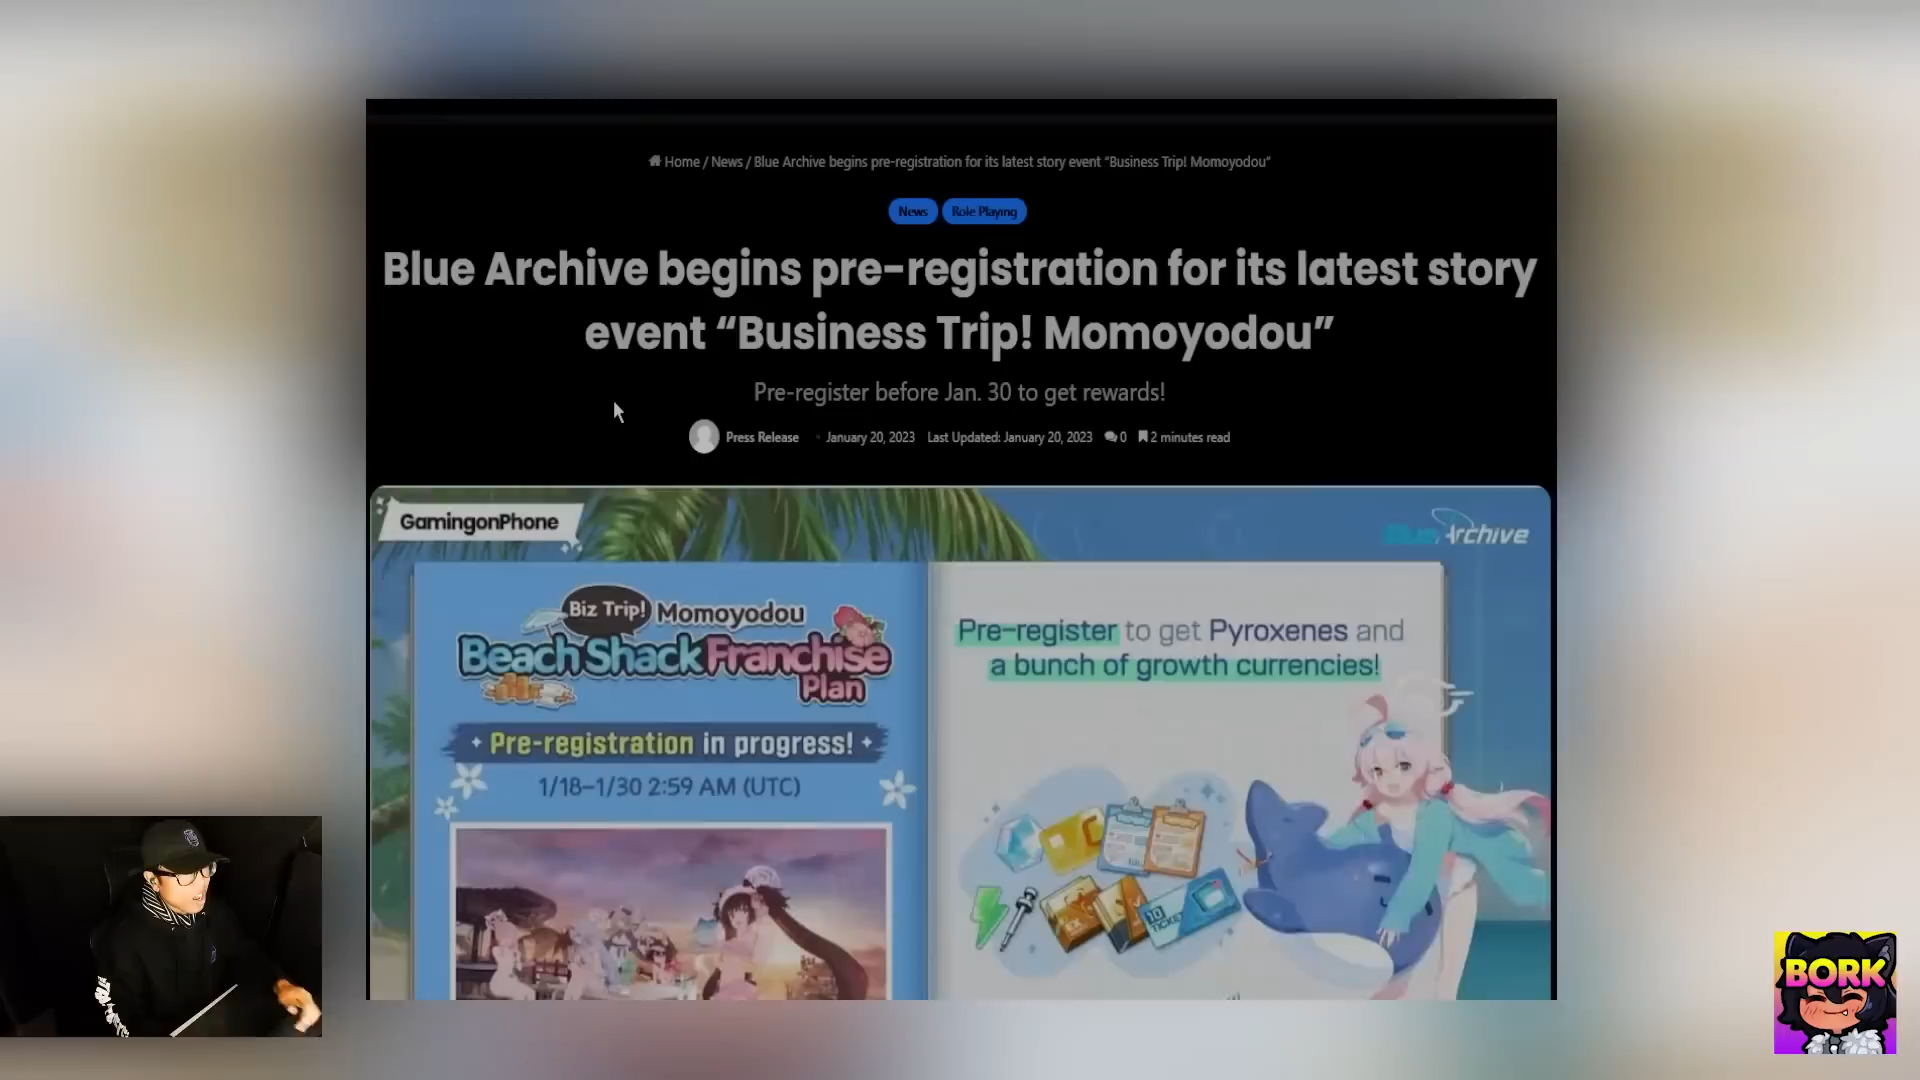 Home / News / Blue Archive begins pre-registration for its latest story event “Business Trip! Momoyodou”
News
Role Playing
Blue Archive begins pre-registration for its latest story
event “Business Trip! Momoyodou”
Pre-register before Jan. 30 to get rewards!
Press Release
January 20, 2023
Last Updated: January 20, 2023
0
2 minutes read
GamingonPhone
Blue Archive
Biz Trip! Momoyodou
Beach Shack Franchise
Plan
Pre-registration in progress!
1/18–1/30 2:59 AM (UTC)
Pre-register to get Pyroxenes and
a bunch of growth currencies!
10
TICKET
BORK